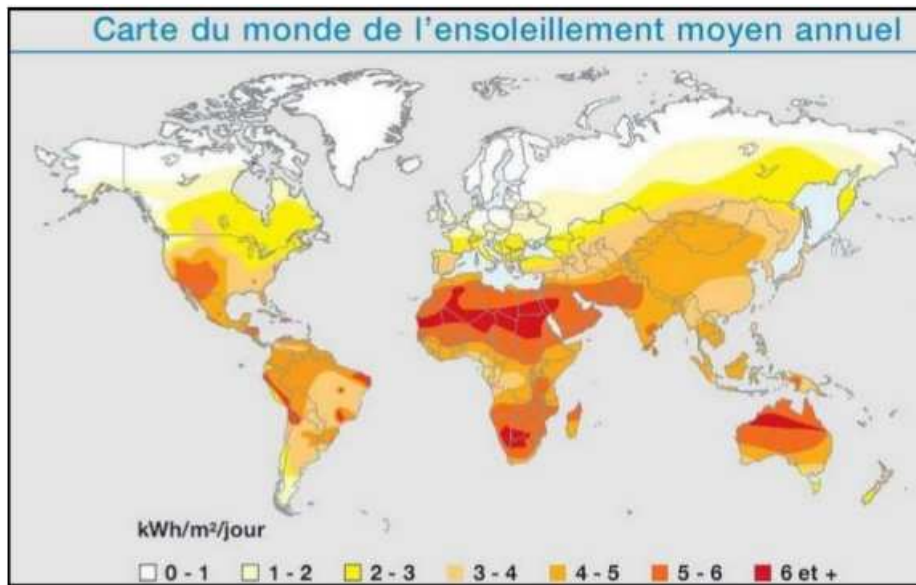 Carte du monde de l'ensoleillement moyen annuel
kWh/m²/jour
0 - 1 1 - 2 2 - 3 3 - 4 4 - 5 5 - 6 6 et +